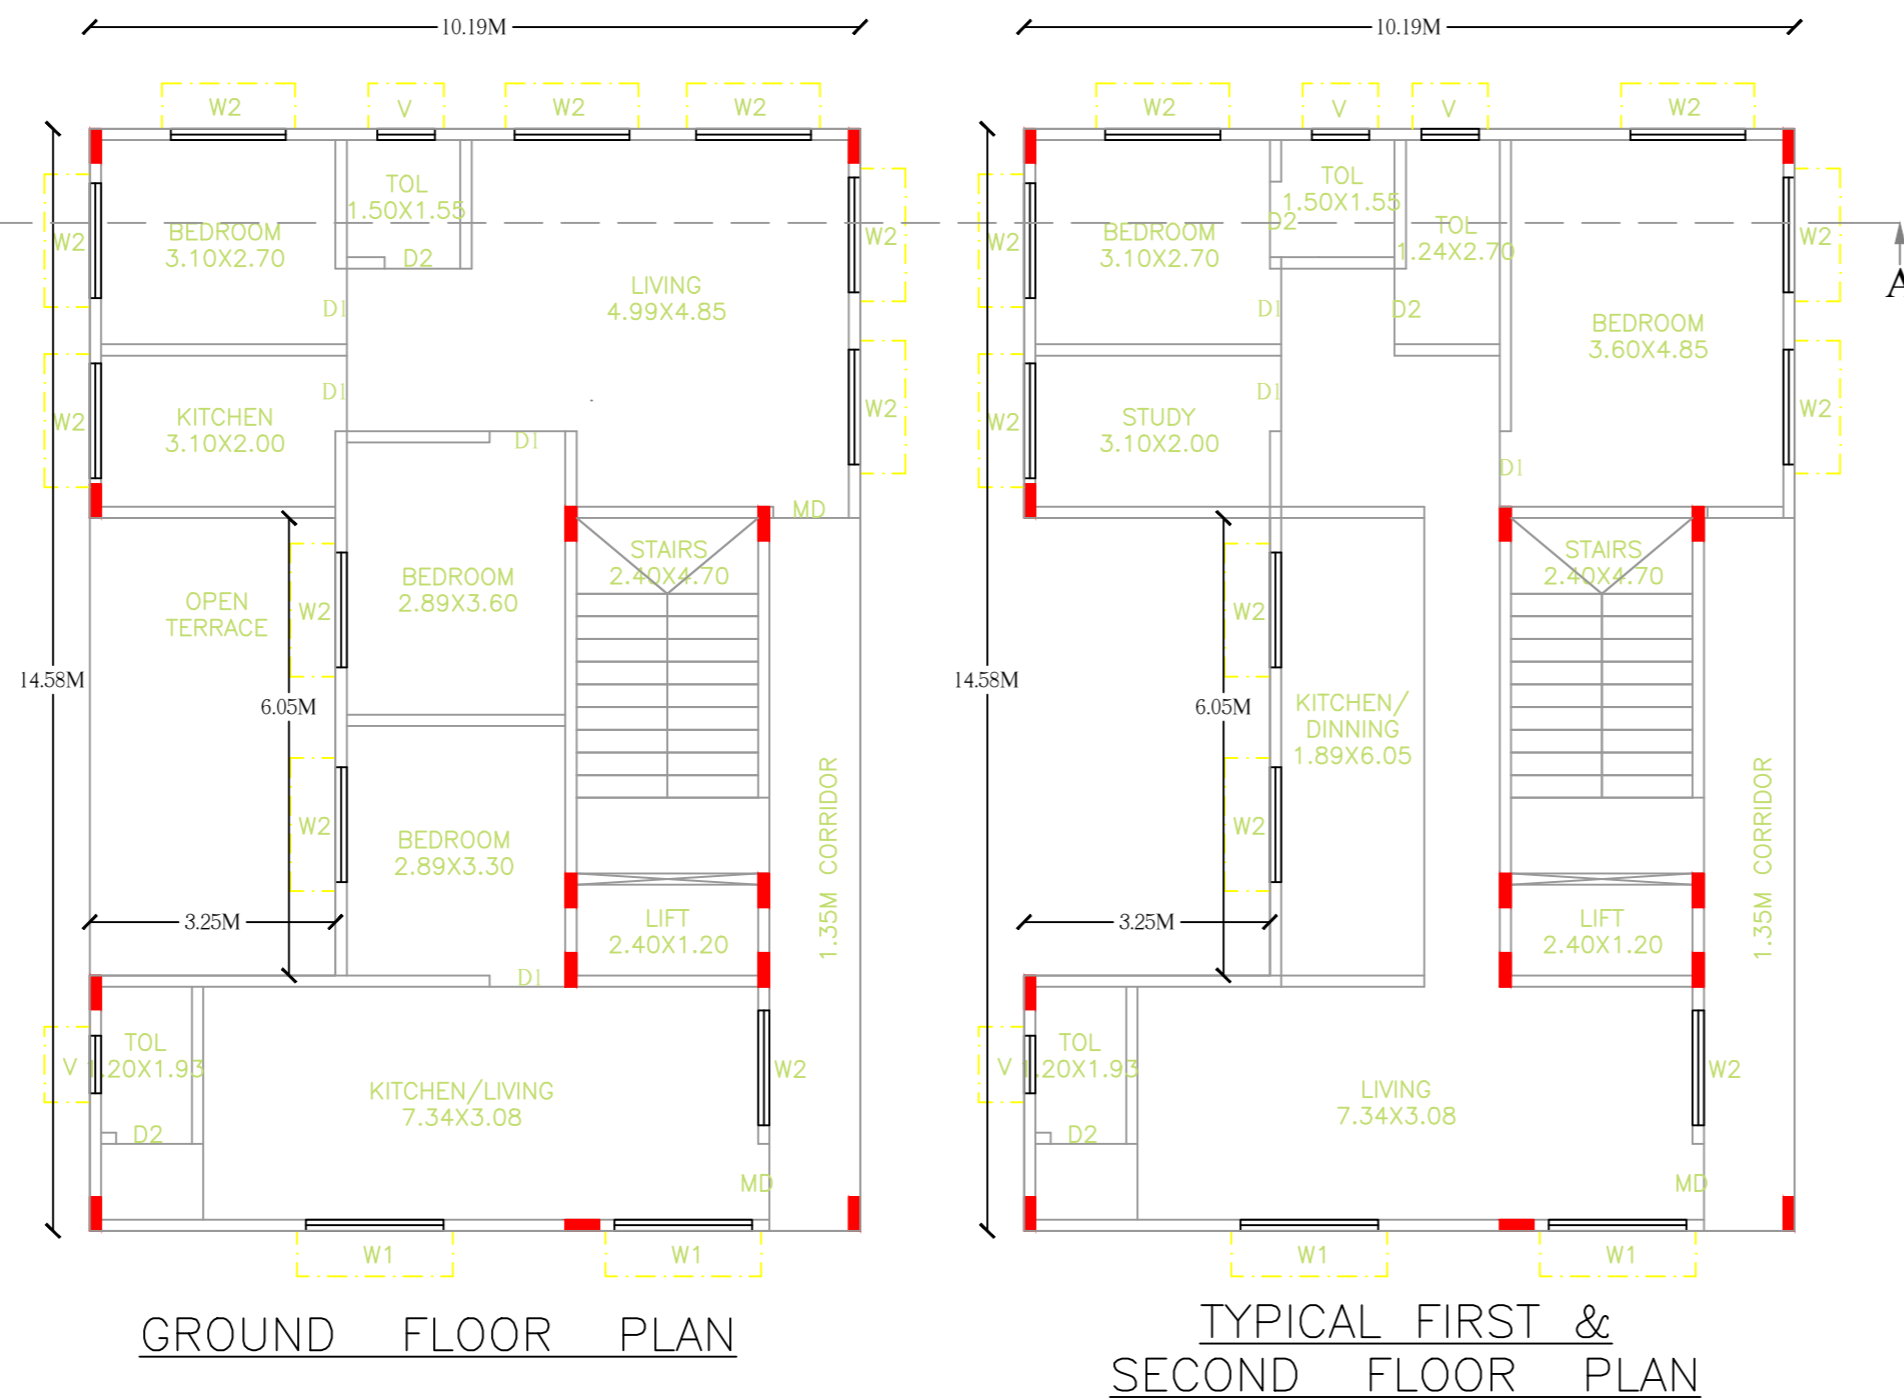 10.19M
W2
V
W2
W2
TOL
1.50X1.55
BEDROOM
3.10X2.70
W2
D2
W2
LIVING
4.99X4.85
D1
D1
KITCHEN
3.10X2.00
W2
W2
D1
MD
STAIRS
2.40X4.70
BEDROOM
2.89X3.60
OPEN
TERRACE
W2
14.58M
6.05M
W2
BEDROOM
2.89X3.30
1.35M CORRIDOR
3.25M
LIFT
2.40X1.20
D1
TOL
1.20X1.93
V
W2
KITCHEN/LIVING
7.34X3.08
D2
MD
W1
W1
GROUND FLOOR PLAN
10.19M
W2
V
V
W2
TOL
1.50X1.55
D2
BEDROOM
3.10X2.70
TOL
1.24X2.70
W2
W2
A
D1
D2
BEDROOM
3.60X4.85
D1
STUDY
3.10X2.00
W2
W2
D1
STAIRS
2.40X4.70
W2
14.58M
6.05M
KITCHEN/
DINNING
1.89X6.05
W2
1.35M CORRIDOR
3.25M
LIFT
2.40X1.20
TOL
1.20X1.93
V
W2
LIVING
7.34X3.08
D2
MD
W1
W1
TYPICAL FIRST &
SECOND FLOOR PLAN